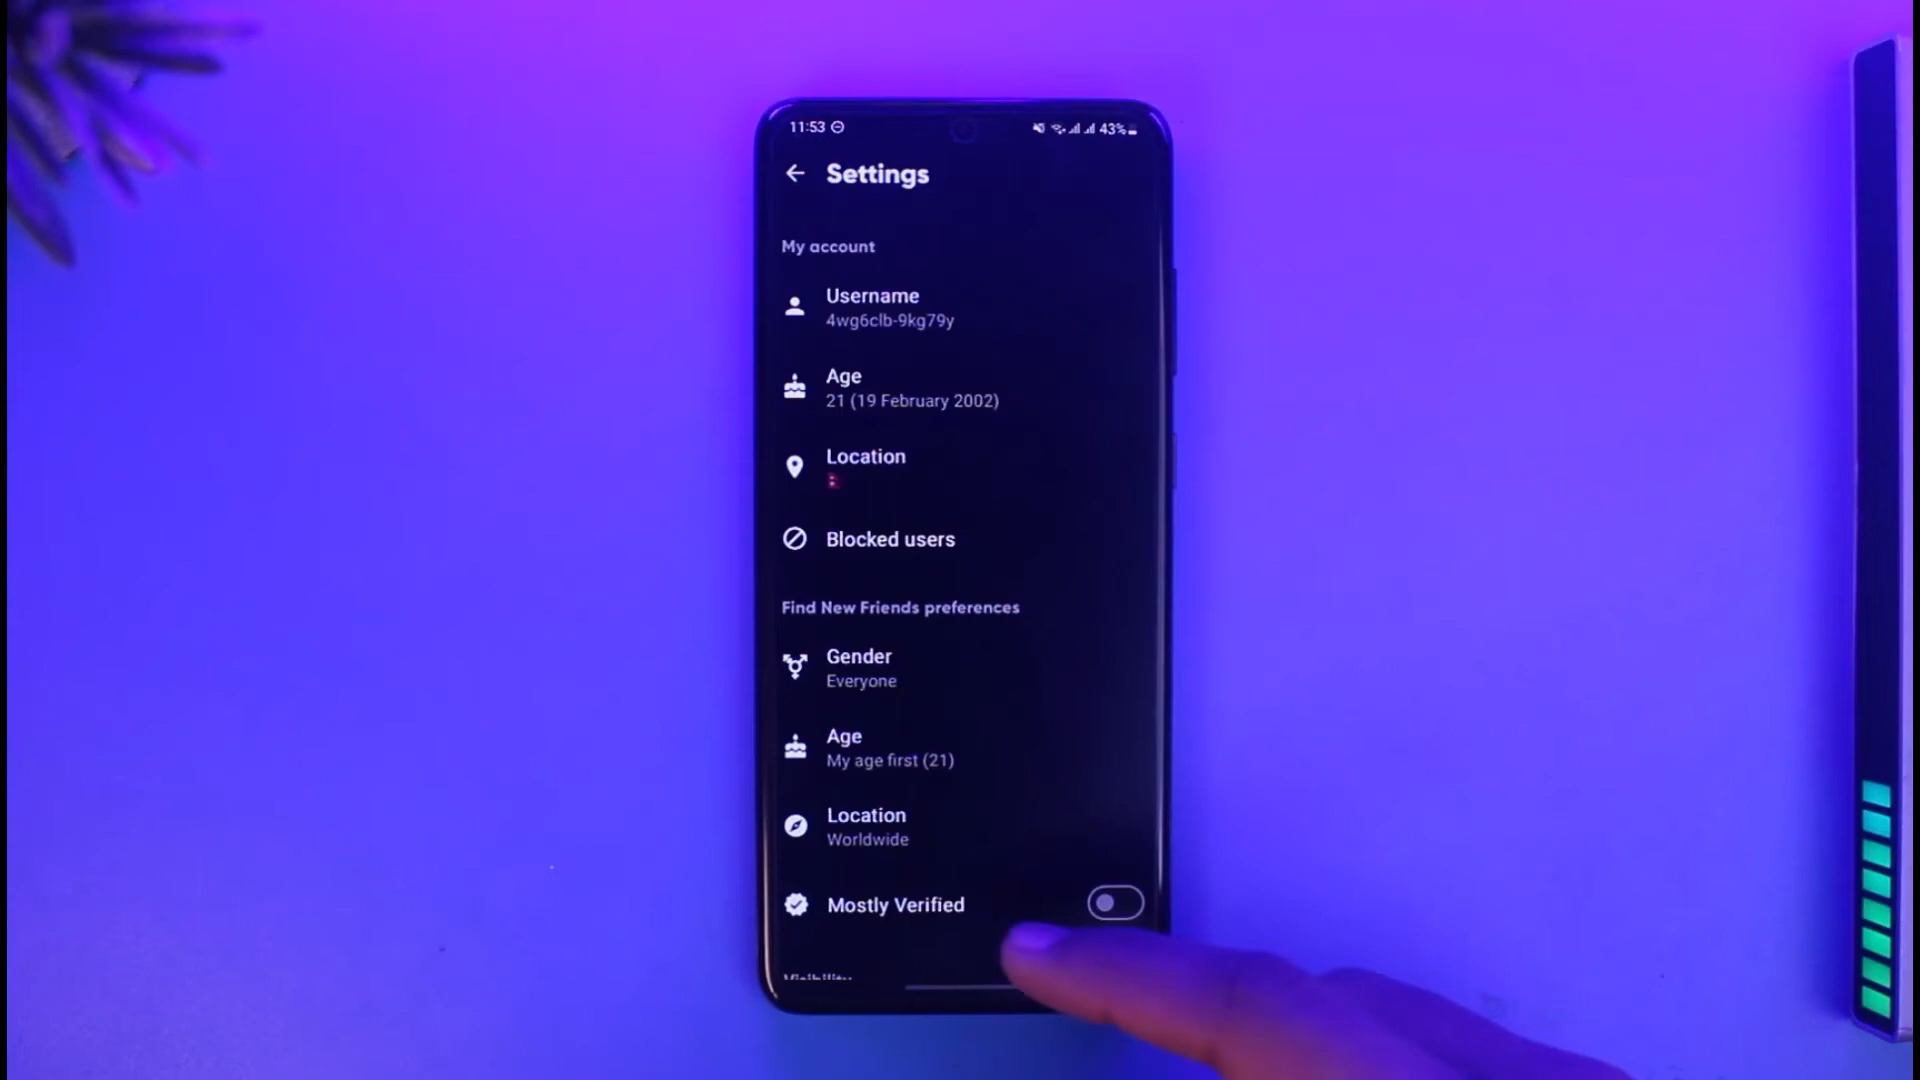 11:53
43%
Settings
My account
Username
4wg6clb-9kg79y
Age
21 (19 February 2002)
Location
Blocked users
Find New Friends preferences
Gender
Everyone
Age
My age first (21)
Location
Worldwide
Mostly Verified
Visibility